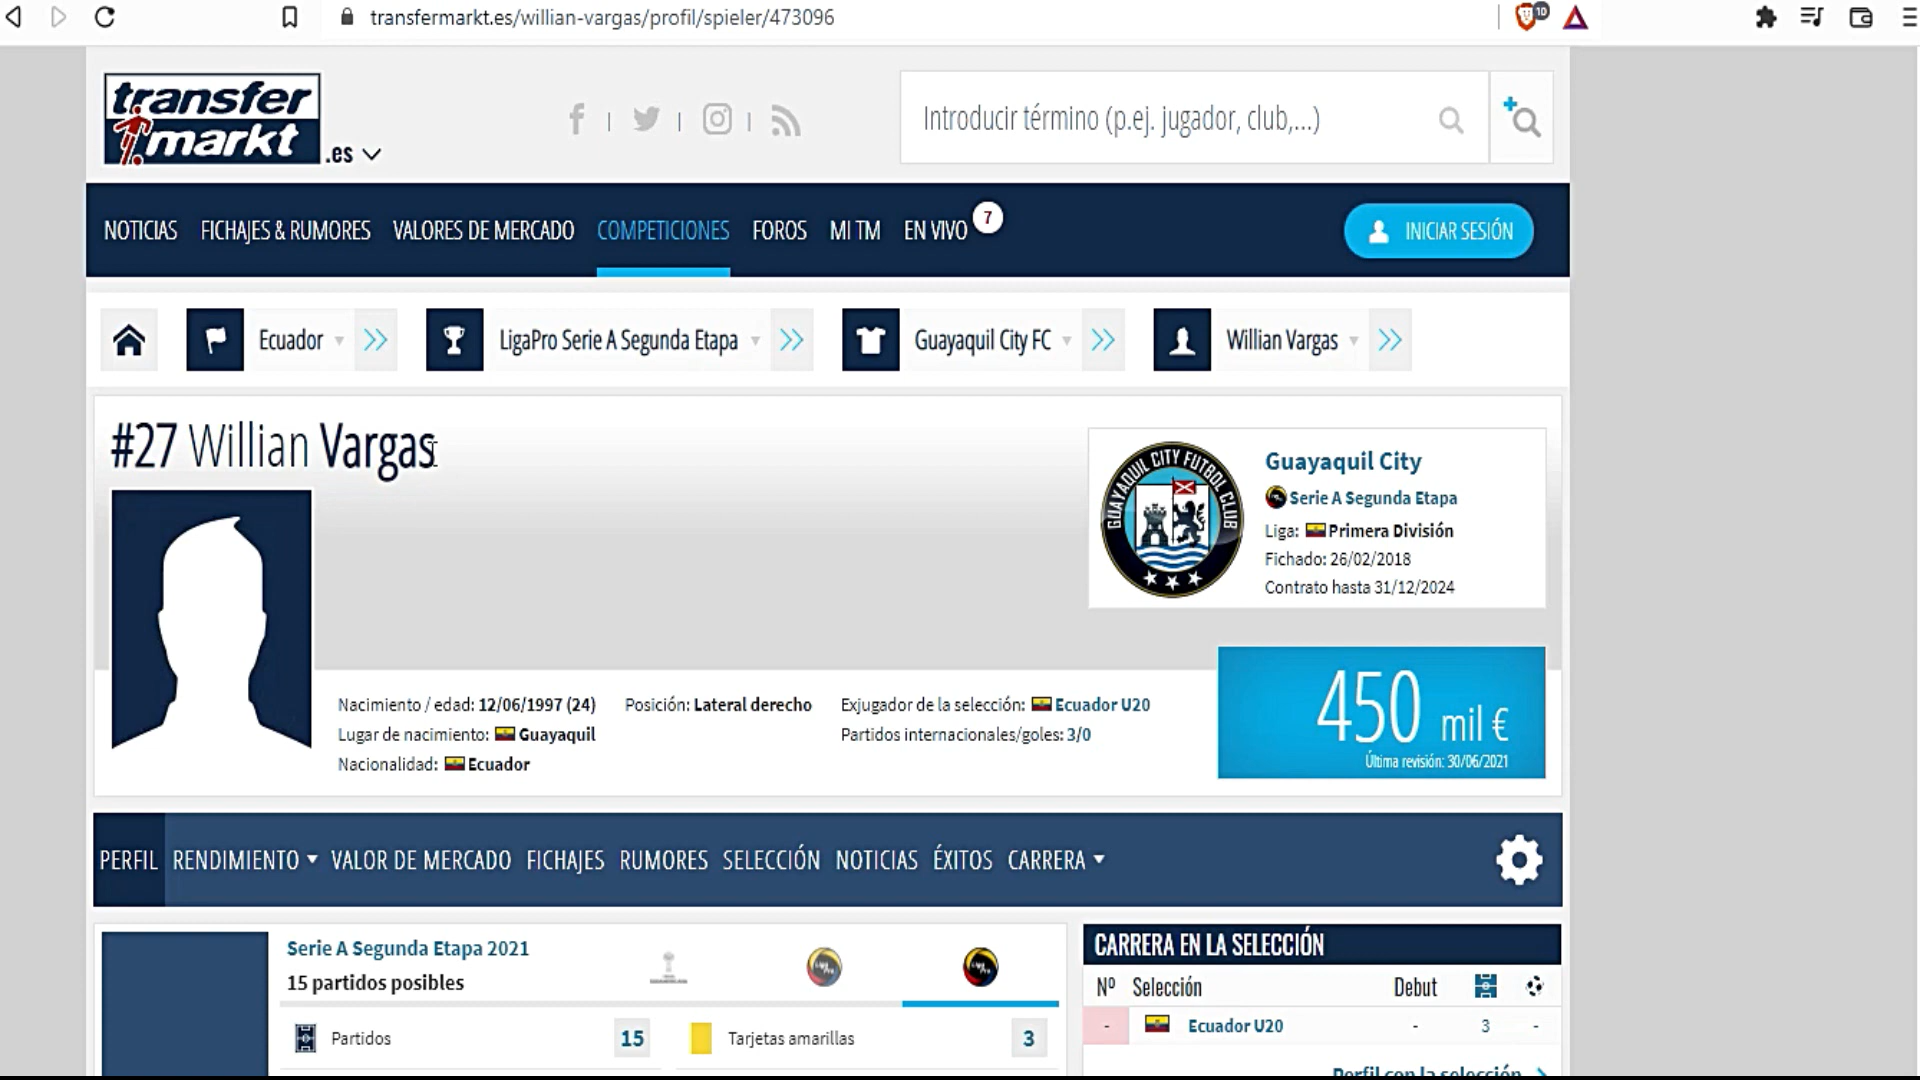 transfermarkt.es/willian-vargas/profil/spieler/473096
10
transfer
markt
.es
Introducir término (p.ej. jugador, club,...)
NOTICIAS FICHAJES & RUMORES VALORES DE MERCADO COMPETICIONES FOROS MI TM EN VIVO 7
INICIAR SESIÓN
Ecuador LigaPro Serie A Segunda Etapa Guayaquil City FC Willian Vargas
#27 Willian Vargas
GUAYAQUIL CITY FUTBOL CLUB
Guayaquil City
Serie A Segunda Etapa
Liga: Primera División
Fichado: 26/02/2018
Contrato hasta 31/12/2024
450 mil €
Última revisión: 30/06/2021
Nacimiento / edad: 12/06/1997 (24) Posición: Lateral derecho Exjugador de la selección: Ecuador U20
Lugar de nacimiento: Guayaquil Partidos internacionales/goles: 3/0
Nacionalidad: Ecuador
PERFIL RENDIMIENTO VALOR DE MERCADO FICHAJES RUMORES SELECCIÓN NOTICIAS ÉXITOS CARRERA
Serie A Segunda Etapa 2021
15 partidos posibles
Partidos 15 Tarjetas amarillas 3
CARRERA EN LA SELECCIÓN
Nº Selección Debut
- Ecuador U20 - 3 -
Perfil con la selección